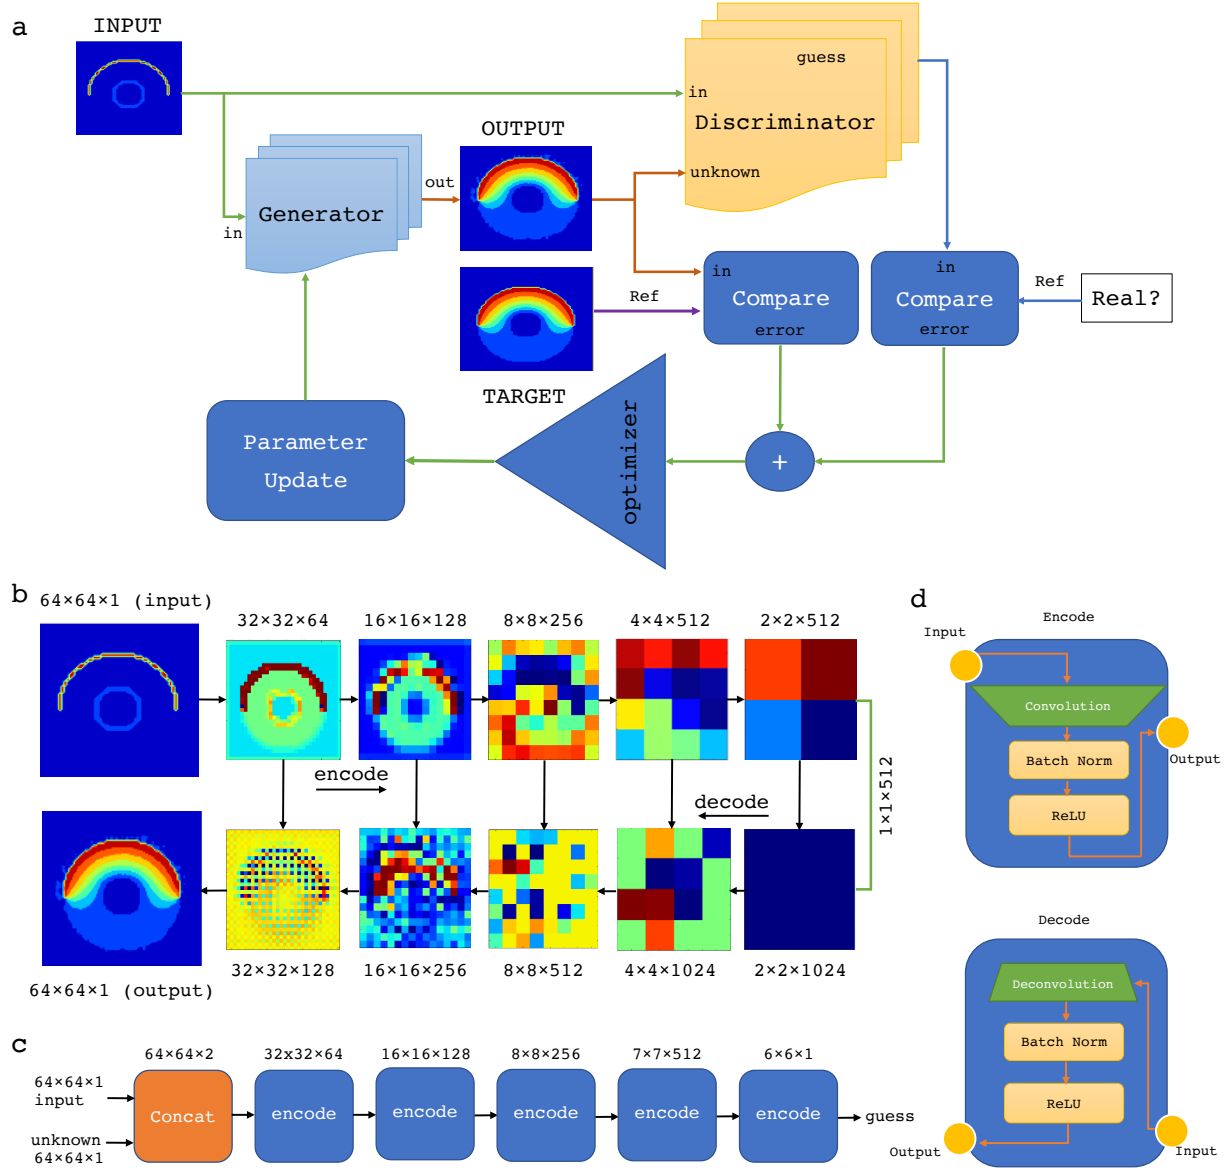 a
INPUT
guess
in
Discriminator
OUTPUT
out
unknown
Generator
in
in
in
Ref
Compare
Compare
Ref
Real?
error
error
TARGET
optimizer
Parameter
Update
+
b
64×64×1 (input)
32×32×64
16×16×128
8×8×256
4×4×512
2×2×512
encode
decode
1×1×512
64×64×1 (output)
32×32×128
16×16×256
8×8×512
4×4×1024
2×2×1024
c
64×64×2
32x32×64
16×16×128
8×8×256
7×7×512
6×6×1
64×64×1
input
unknown
64×64×1
Concat
encode
encode
encode
encode
encode
guess
d
Encode
Input
Convolution
Batch Norm
ReLU
Output
Decode
Deconvolution
Batch Norm
ReLU
Output
Input